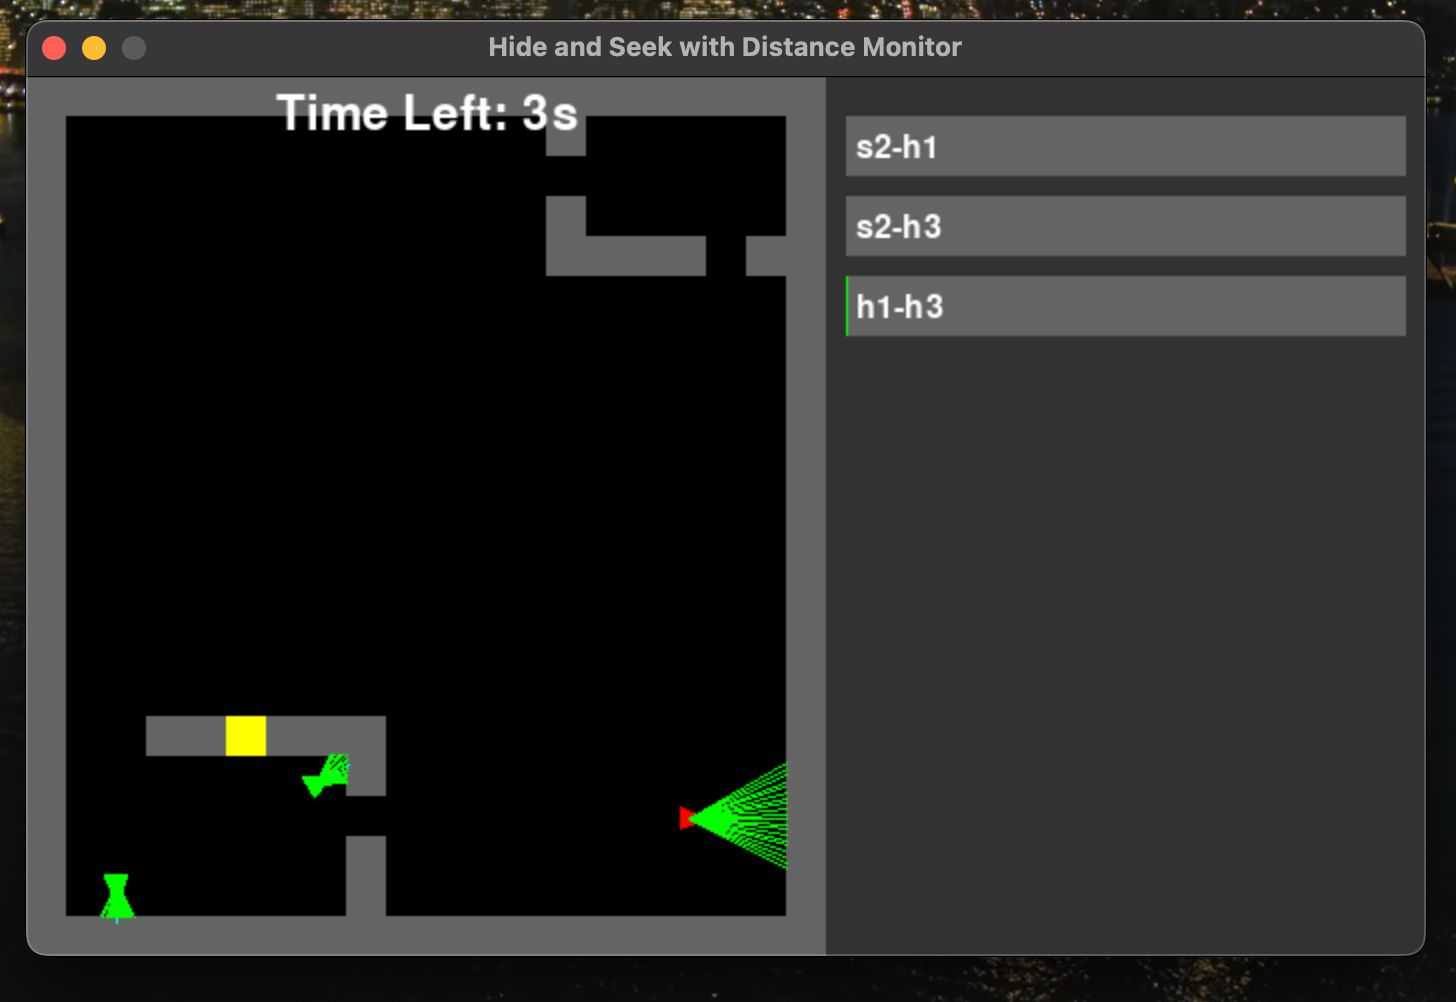 Hide and Seek with Distance Monitor
Time Left: 3s
s2-h1
s2-h3
h1-h3